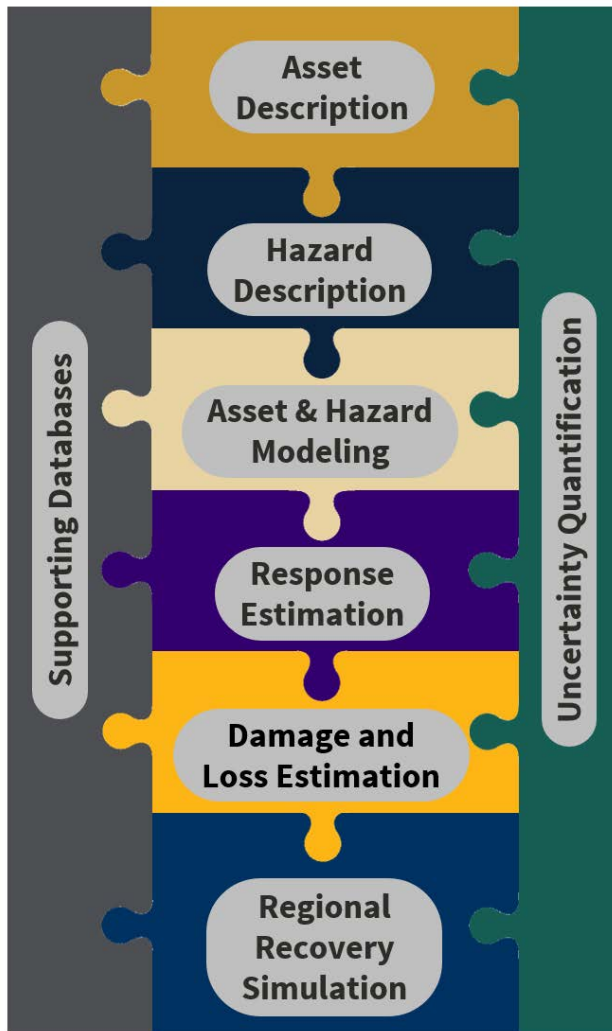 Asset
Description
Hazard
Description
Asset & Hazard
Modeling
Response
Estimation
Damage and
Loss Estimation
Regional
Recovery
Simulation
Supporting Databases
Uncertainty Quantification